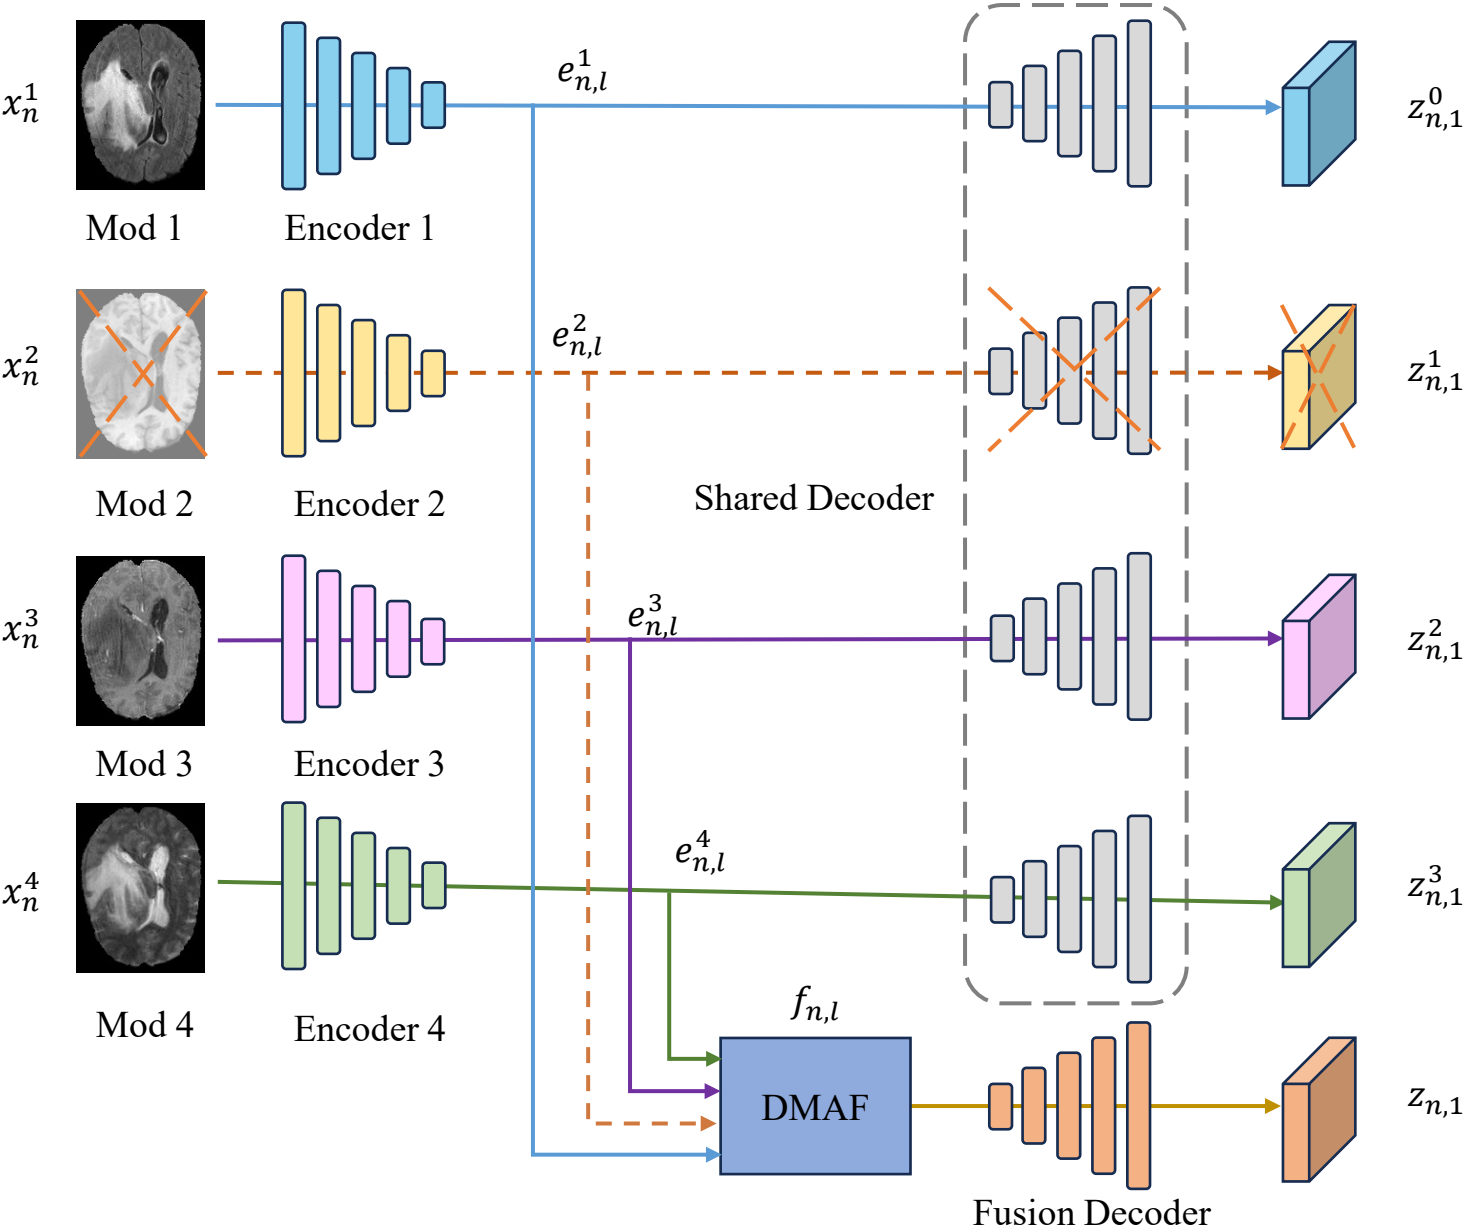 x_n^1
e_{n,l}^1
z_{n,1}^0
Mod 1
Encoder 1
x_n^2
e_{n,l}^2
z_{n,1}^1
Mod 2
Encoder 2
Shared Decoder
x_n^3
e_{n,l}^3
z_{n,1}^2
Mod 3
Encoder 3
x_n^4
e_{n,l}^4
z_{n,1}^3
Mod 4
Encoder 4
f_{n,l}
DMAF
z_{n,1}
Fusion Decoder